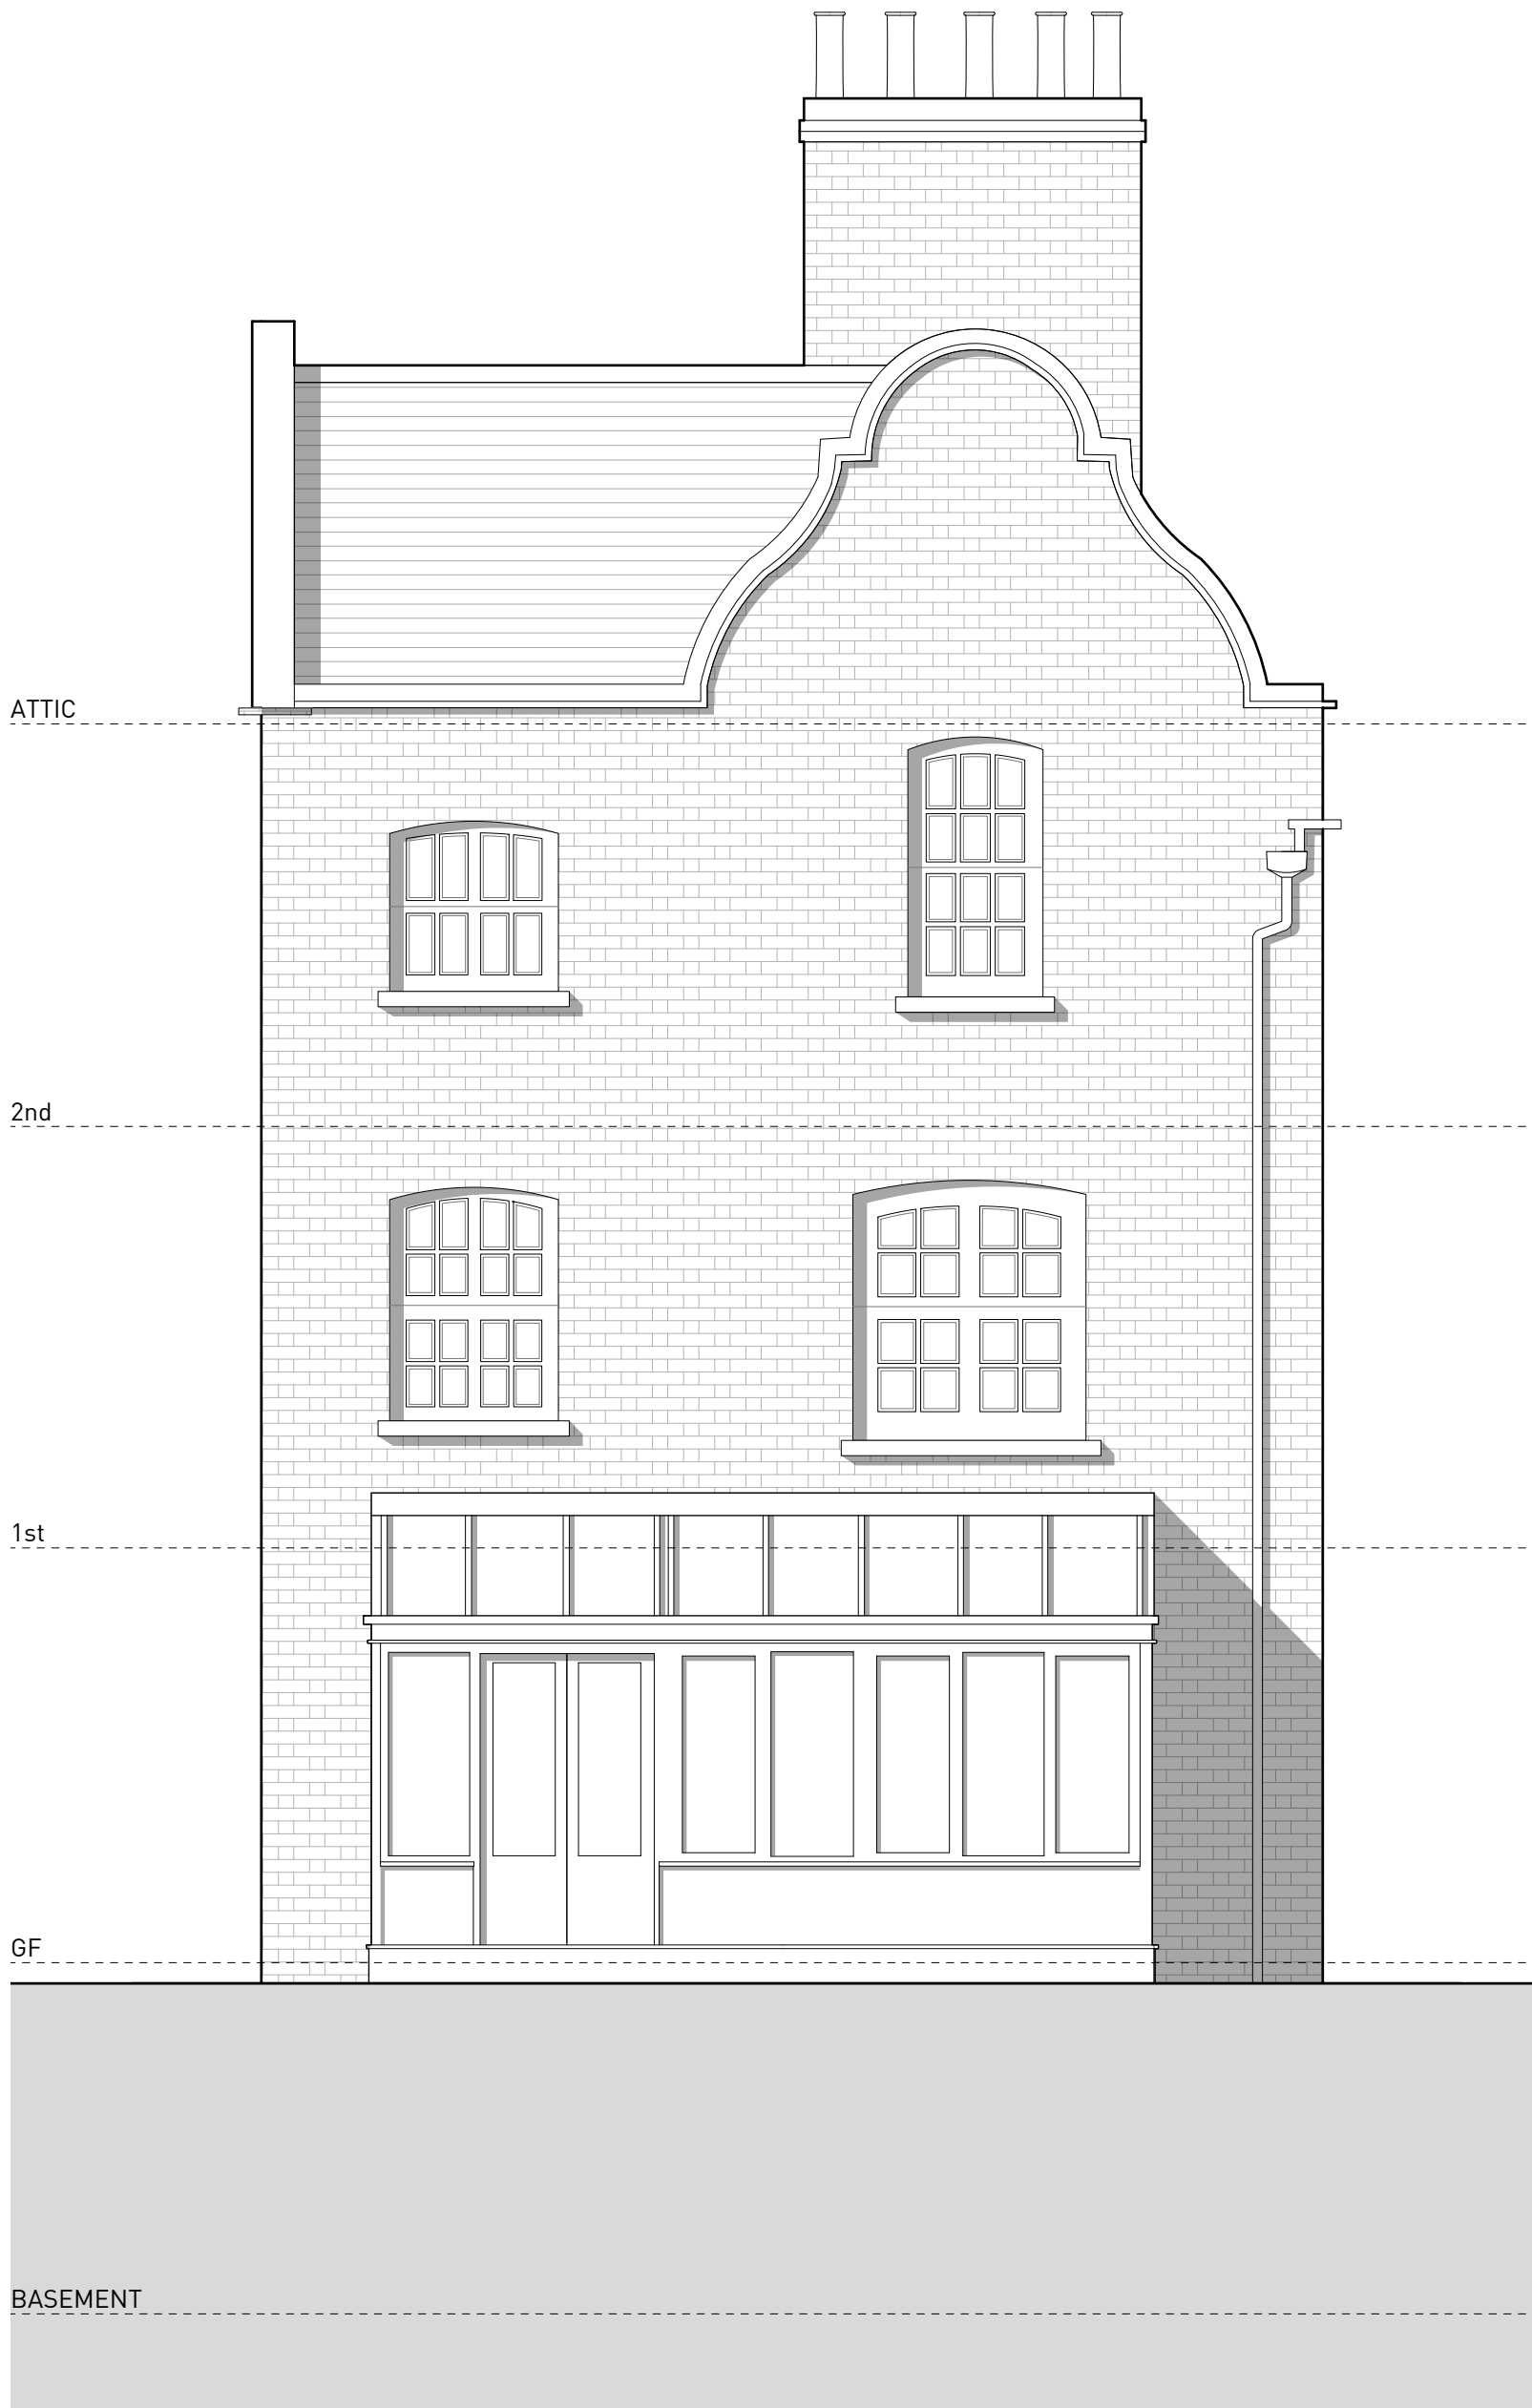 ATTIC
2nd
1st
GF
BASEMENT